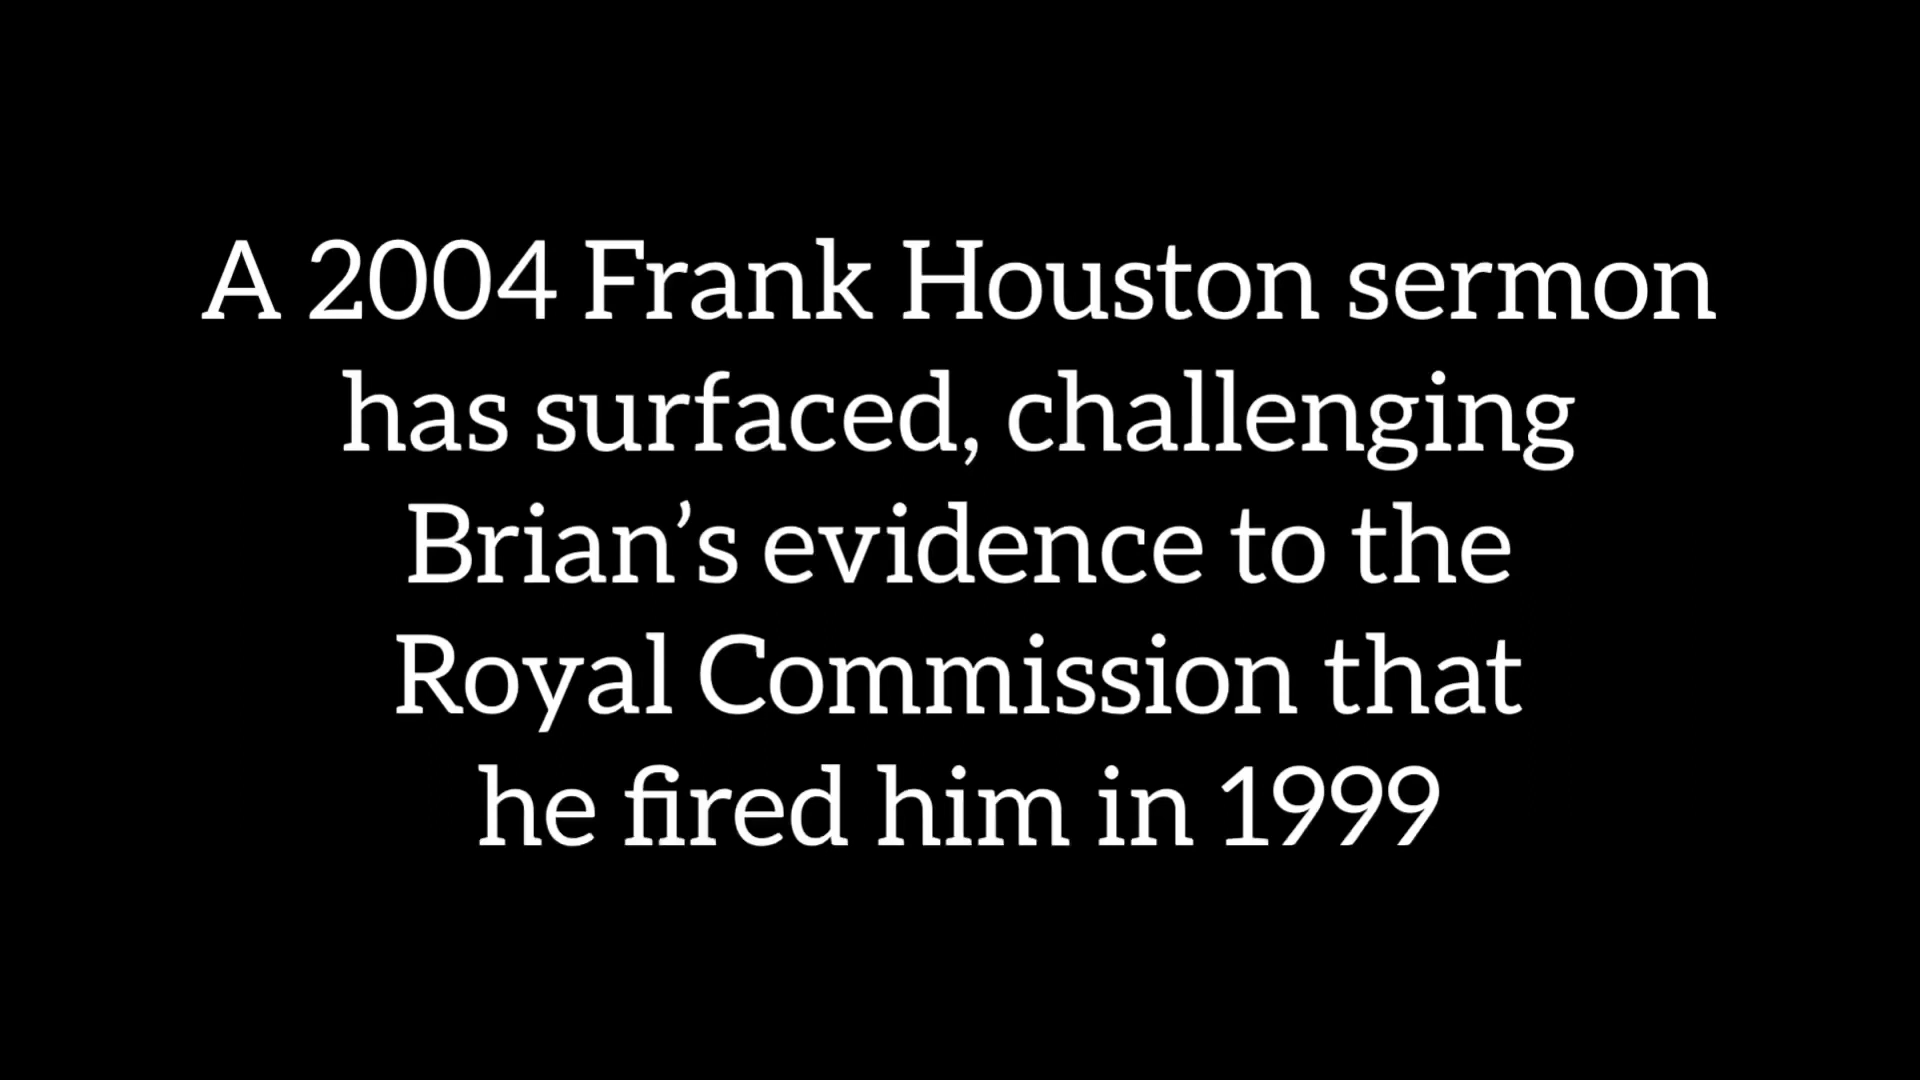 A 2004 Frank Houston sermon
has surfaced, challenging
Brian’s evidence to the
Royal Commission that
he fired him in 1999